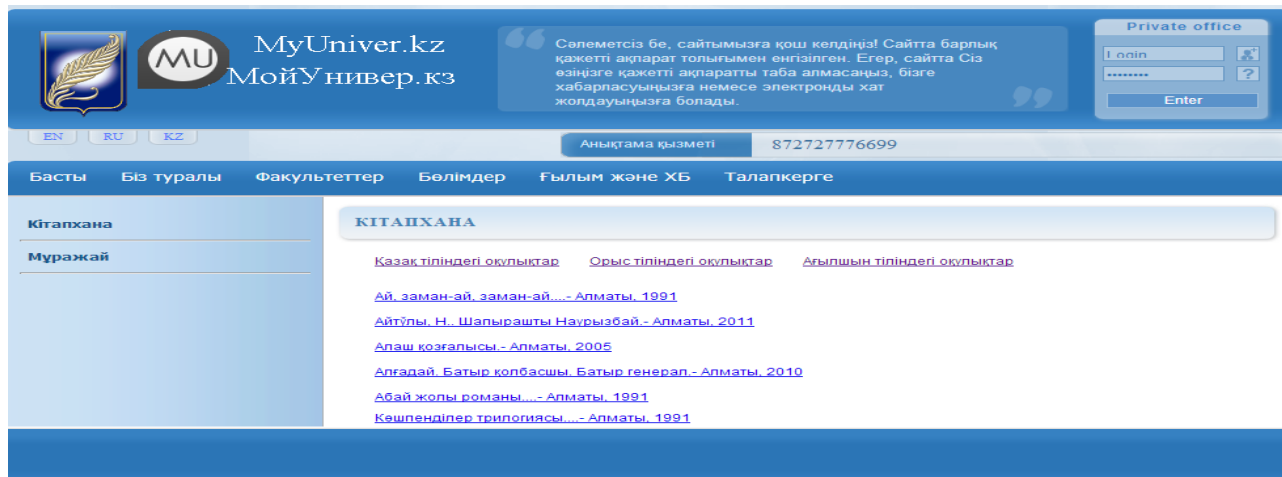 MU
MyUniver.kz
МойУнивер.кз
Сәлеметсіз бе, сайтымызға қош келдіңіз! Сайтта барлық
қажетті ақпарат толығымен енгізілген. Егер, сайтта Сіз
өзіңізге қажетті ақпаратты таба алмасаңыз, бізге
хабарласуыңызға немесе электронды хат
жолдауыңызға болады.
Private office
Login
?
Enter
EN RU KZ
Анықтама қызметі 872727776699
Басты Біз туралы Факультеттер Бөлімдер Ғылым және ХБ Талапкерге
Кітапхана
Мұражай
КІТАПХАНА
Қазақ тіліндегі оқулықтар Орыс тіліндегі оқулықтар Ағылшын тіліндегі оқулықтар
Ай, заман-ай, заман-ай....- Алматы, 1991
Айтұлы, Н.. Шапырашты Наурызбай.- Алматы, 2011
Алаш қозғалысы.- Алматы, 2005
Алғадай. Батыр қолбасшы. Батыр генерал.- Алматы, 2010
Абай жолы романы....- Алматы, 1991
Көшпенділер трилогиясы....- Алматы, 1991